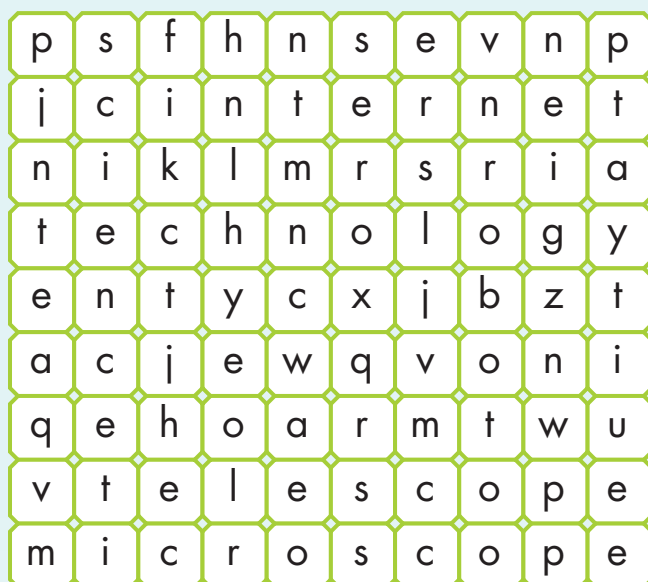 p s f h n s e v n p
j c i n t e r n e t
n i k l m r s r i a
t e c h n o l o g y
e n t y c x j b z t
a c j e w q v o n i
q e h o a r m t w u
v t e l e s c o p e
m i c r o s c o p e